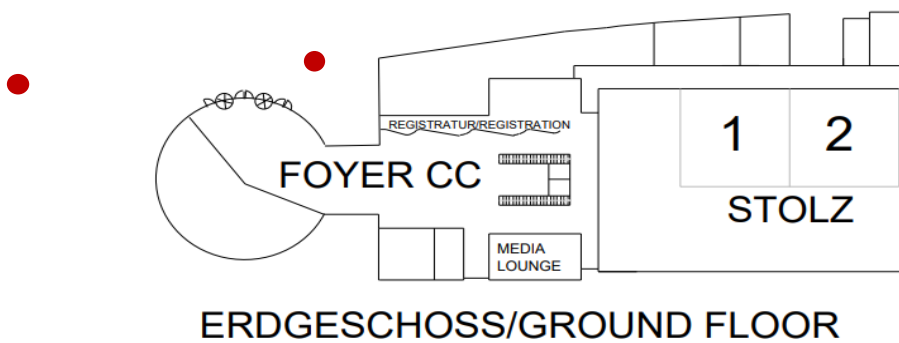 REGISTRATUR/REGISTRATION
FOYER CC
1 2
STOLZ
MEDIA
LOUNGE
ERDGESCHOSS/GROUND FLOOR